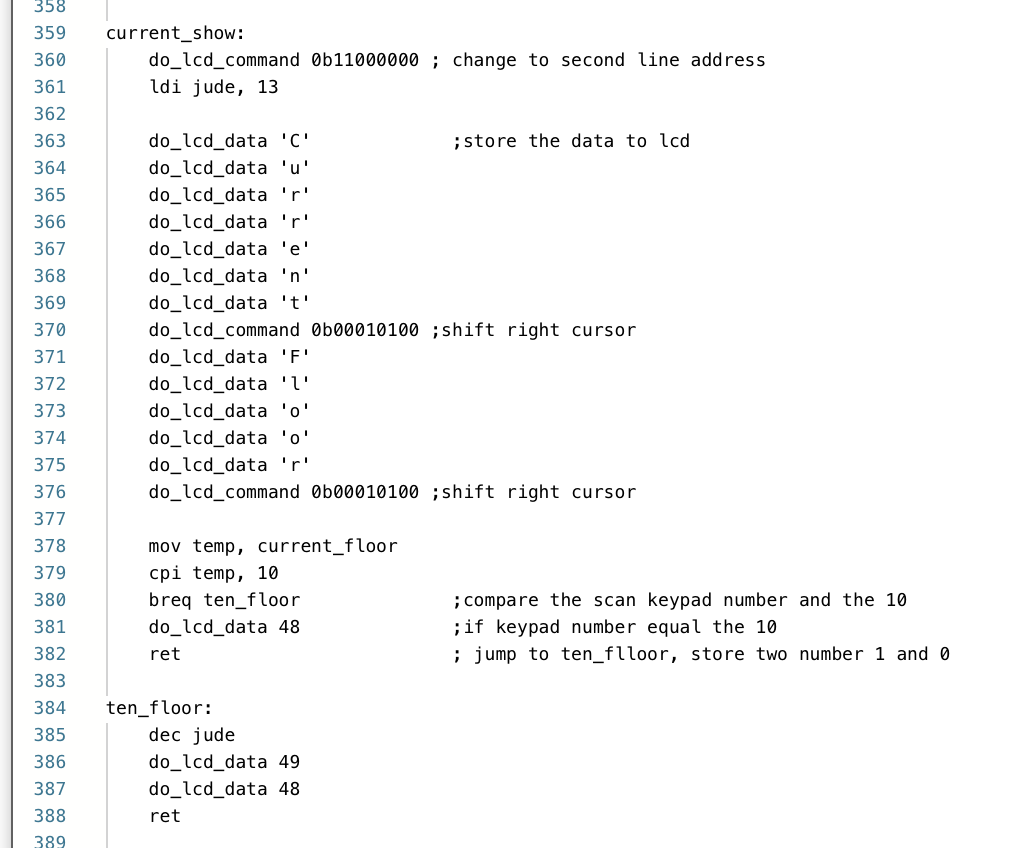 358
359 current_show:
360 do_lcd_command 0b11000000 ; change to second line address
361 ldi jude, 13
362
363 do_lcd_data 'C' ;store the data to lcd
364 do_lcd_data 'u'
365 do_lcd_data 'r'
366 do_lcd_data 'r'
367 do_lcd_data 'e'
368 do_lcd_data 'n'
369 do_lcd_data 't'
370 do_lcd_command 0b00010100 ;shift right cursor
371 do_lcd_data 'F'
372 do_lcd_data 'l'
373 do_lcd_data 'o'
374 do_lcd_data 'o'
375 do_lcd_data 'r'
376 do_lcd_command 0b00010100 ;shift right cursor
377
378 mov temp, current_floor
379 cpi temp, 10
380 breq ten_floor ;compare the scan keypad number and the 10
381 do_lcd_data 48 ;if keypad number equal the 10
382 ret ; jump to ten_flloor, store two number 1 and 0
383
384 ten_floor:
385 dec jude
386 do_lcd_data 49
387 do_lcd_data 48
388 ret
389